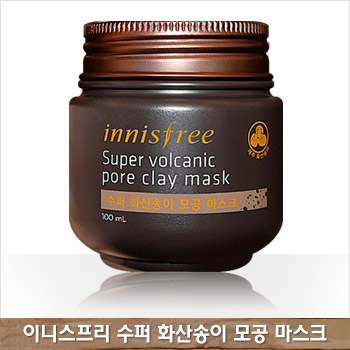 innisfree
Super volcanic
pore clay mask
수퍼 화산송이 모공 마스크
100 mL
이니스프리 수퍼 화산송이 모공 마스크